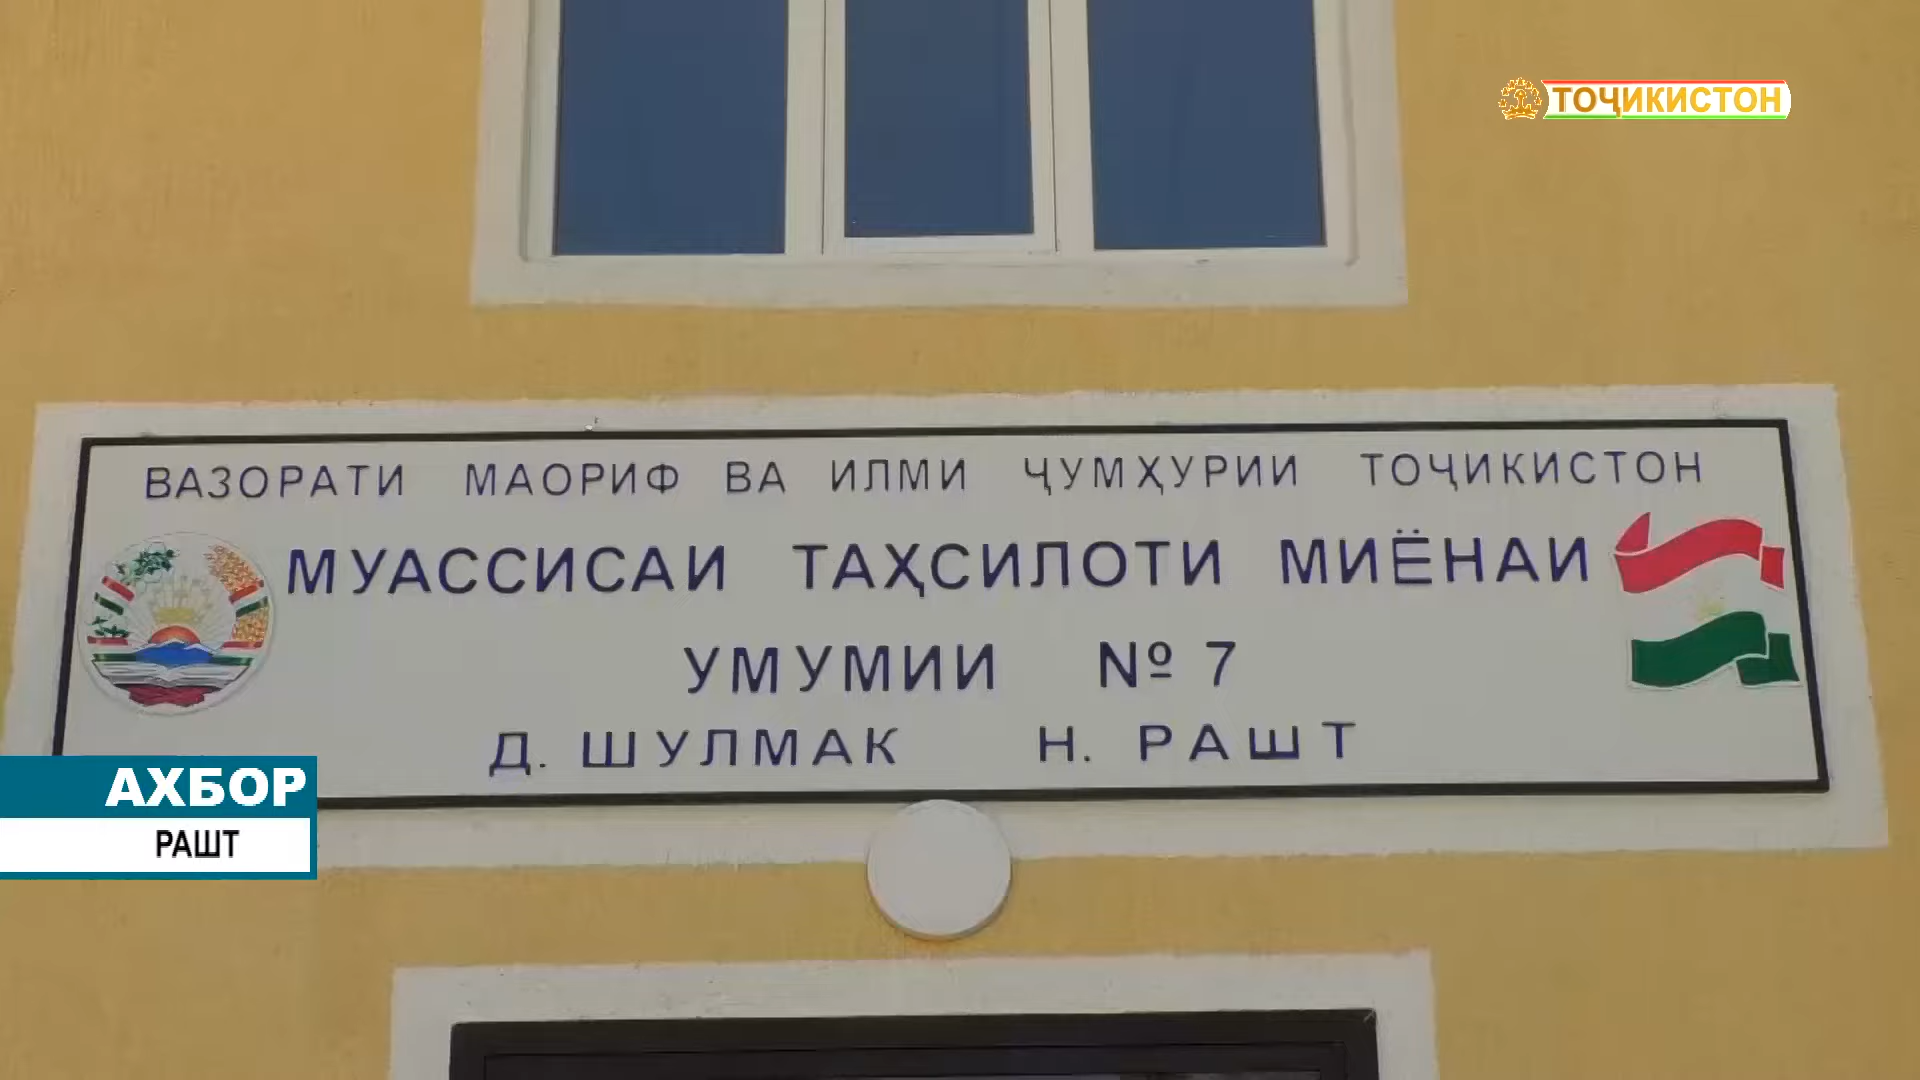 ТОҶИКИСТОН
ВАЗОРАТИ МАОРИФ ВА ИЛМИ ҶУМҲУРИИ ТОҶИКИСТОН
МУАССИСАИ ТАҲСИЛОТИ МИЁНАИ
УМУМИИ № 7
Д. ШУЛМАК Н. РАШТ
АХБОР
РАШТ